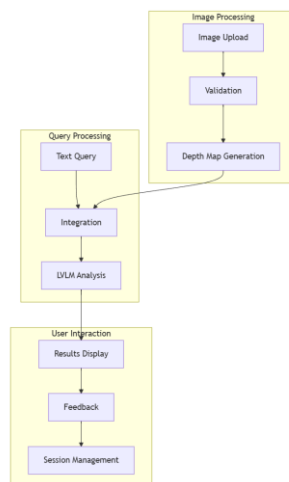 Image Processing
Image Upload
Validation
Depth Map Generation
Query Processing
Text Query
Integration
LVLM Analysis
User Interaction
Results Display
Feedback
Session Management